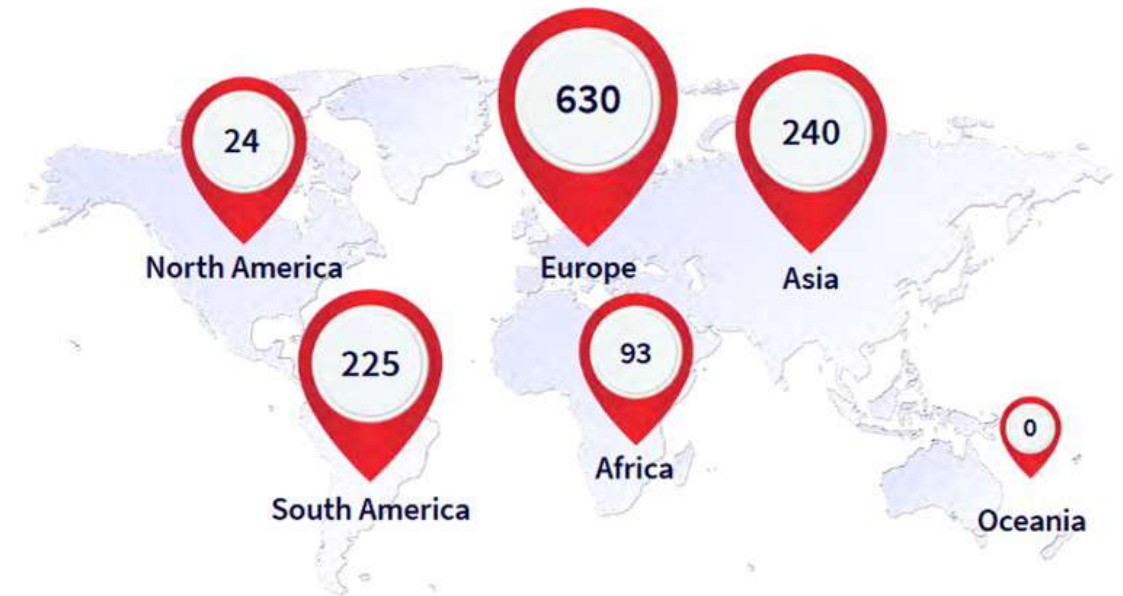 630
24
240
North America
Europe
Asia
225
93
0
Africa
South America
Oceania